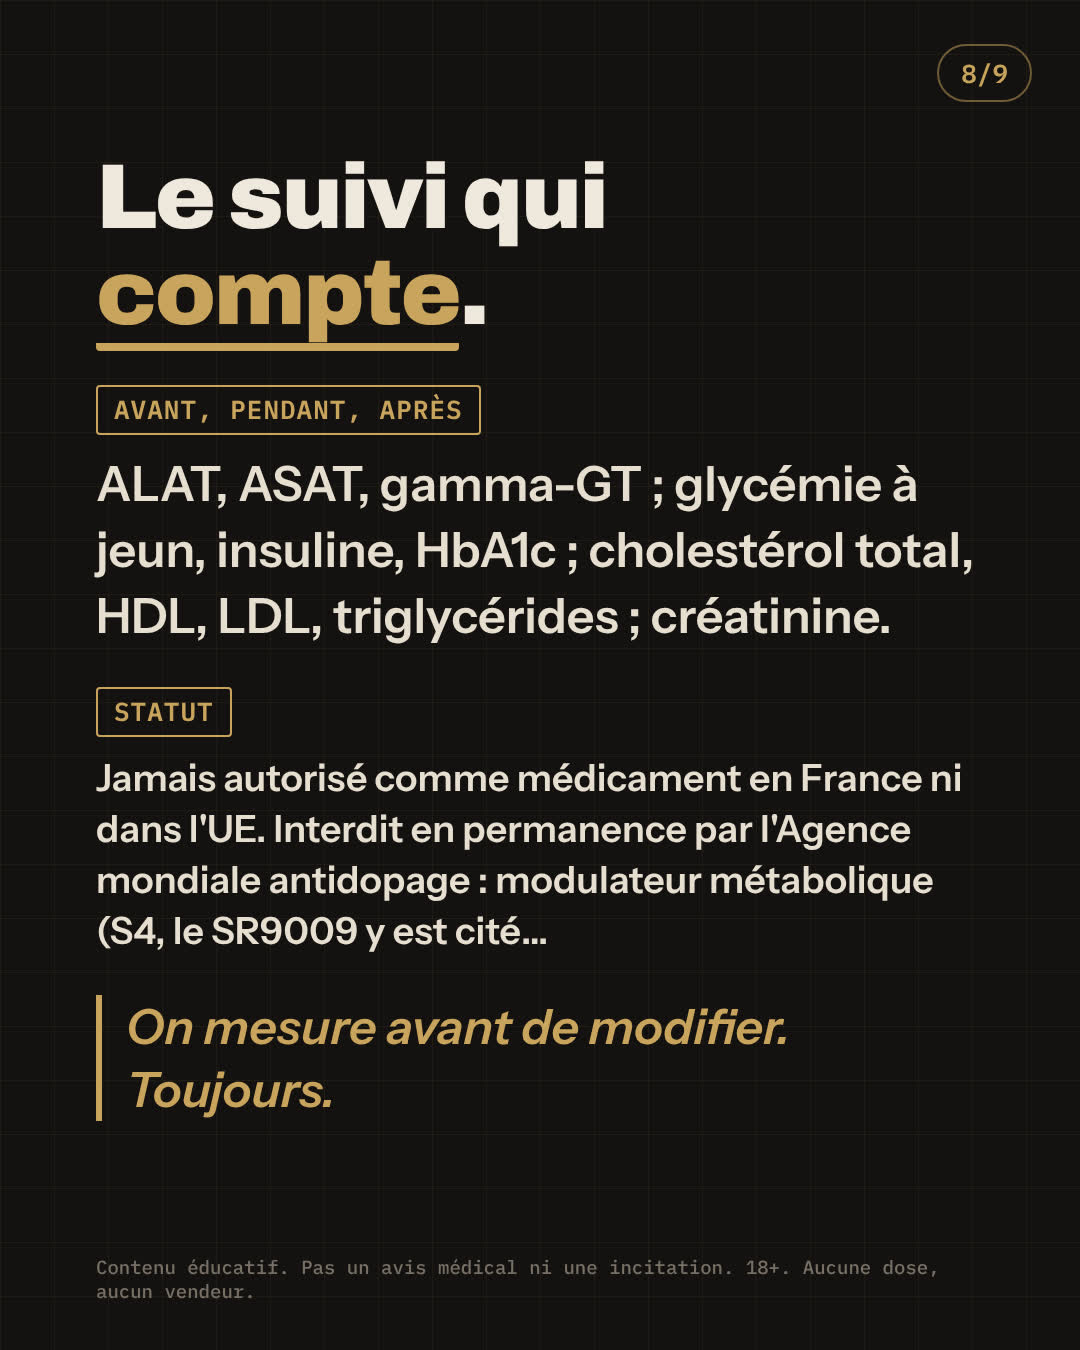 8/9
Le suivi qui
compte.
AVANT, PENDANT, APRÈS
ALAT, ASAT, gamma-GT ; glycémie à
jeun, insuline, HbA1c ; cholestérol total,
HDL, LDL, triglycérides ; créatinine.
STATUT
Jamais autorisé comme médicament en France ni
dans l'UE. Interdit en permanence par l'Agence
mondiale antidopage : modulateur métabolique
(S4, le SR9009 y est cité...
On mesure avant de modifier.
Toujours.
Contenu éducatif. Pas un avis médical ni une incitation. 18+. Aucune dose,
aucun vendeur.